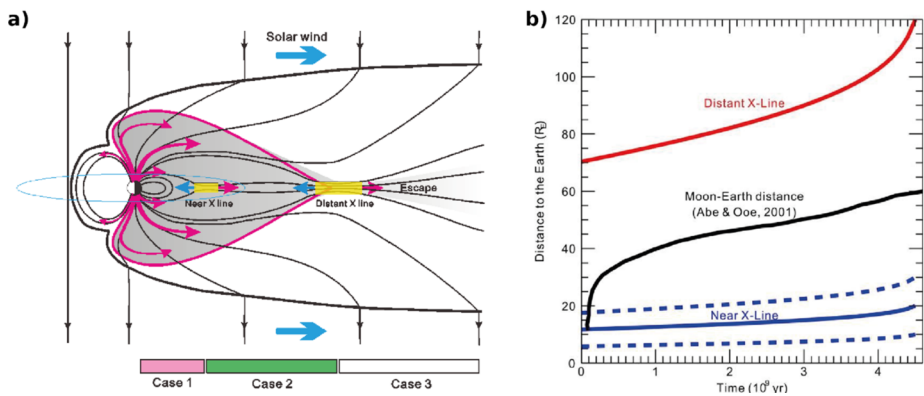 a)
Solar wind
Near X line
Distant X line
Escape
Case 1
Case 2
Case 3
b)
Distance to the Earth (RE)
120
100
80
60
40
20
0
Distant X-Line
Moon-Earth distance
(Abe & Ooe, 2001)
Near X-Line
0 1 2 3 4
Time (10⁹ yr)